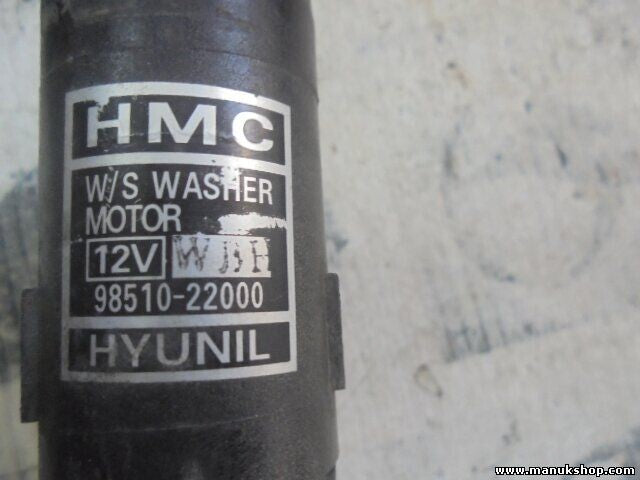 HMC
W/S WASHER
MOTOR
12V
98510-22000
HYUNIL
www.manukshop.com